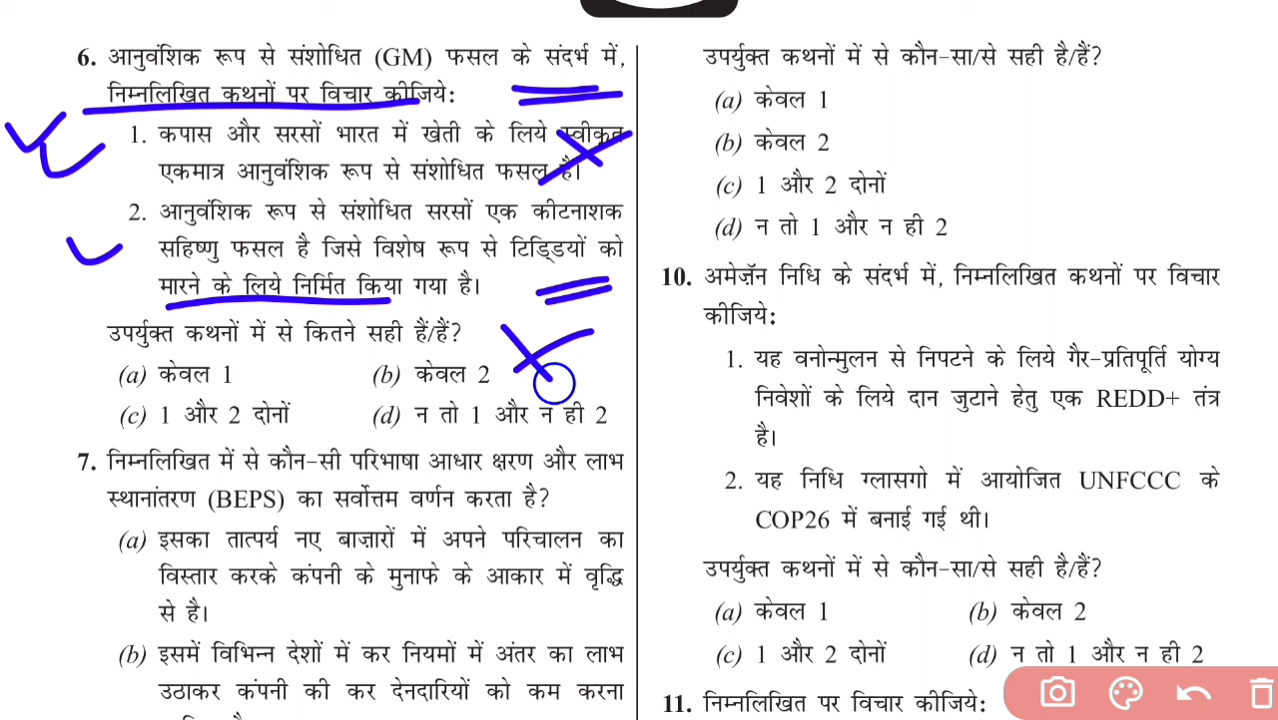 6. आनुवंशिक रूप से संशोधित (GM) फसल के संदर्भ में,
निम्नलिखित कथनों पर विचार कीजिये:
1. कपास और सरसों भारत में खेती के लिये स्वीकृत
एकमात्र आनुवंशिक रूप से संशोधित फसल है।
2. आनुवंशिक रूप से संशोधित सरसों एक कीटनाशक
सहिष्णु फसल है जिसे विशेष रूप से टिड्डियों को
मारने के लिये निर्मित किया गया है।
उपर्युक्त कथनों में से कितने सही हैं/हैं?
(a) केवल 1 (b) केवल 2
(c) 1 और 2 दोनों (d) न तो 1 और न ही 2
7. निम्नलिखित में से कौन-सी परिभाषा आधार क्षरण और लाभ
स्थानांतरण (BEPS) का सर्वोत्तम वर्णन करता है?
(a) इसका तात्पर्य नए बाज़ारों में अपने परिचालन का
विस्तार करके कंपनी के मुनाफे के आकार में वृद्धि
से है।
(b) इसमें विभिन्न देशों में कर नियमों में अंतर का लाभ
उठाकर कंपनी की कर देनदारियों को कम करना
उपर्युक्त कथनों में से कौन-सा/से सही है/हैं?
(a) केवल 1
(b) केवल 2
(c) 1 और 2 दोनों
(d) न तो 1 और न ही 2
10. अमेज़ॅन निधि के संदर्भ में, निम्नलिखित कथनों पर विचार
कीजिये:
1. यह वनोन्मुलन से निपटने के लिये गैर-प्रतिपूर्ति योग्य
निवेशों के लिये दान जुटाने हेतु एक REDD+ तंत्र
है।
2. यह निधि ग्लासगो में आयोजित UNFCCC के
COP26 में बनाई गई थी।
उपर्युक्त कथनों में से कौन-सा/से सही है/हैं?
(a) केवल 1 (b) केवल 2
(c) 1 और 2 दोनों (d) न तो 1 और न ही 2
11. निम्नलिखित पर विचार कीजिये: